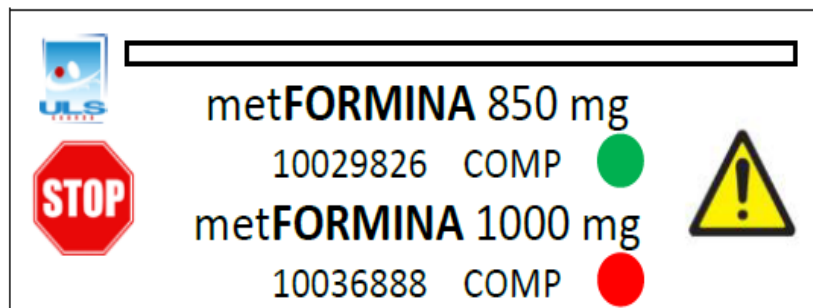 ULS
metFORMINA 850 mg
10029826 COMP
STOP
metFORMINA 1000 mg
10036888 COMP